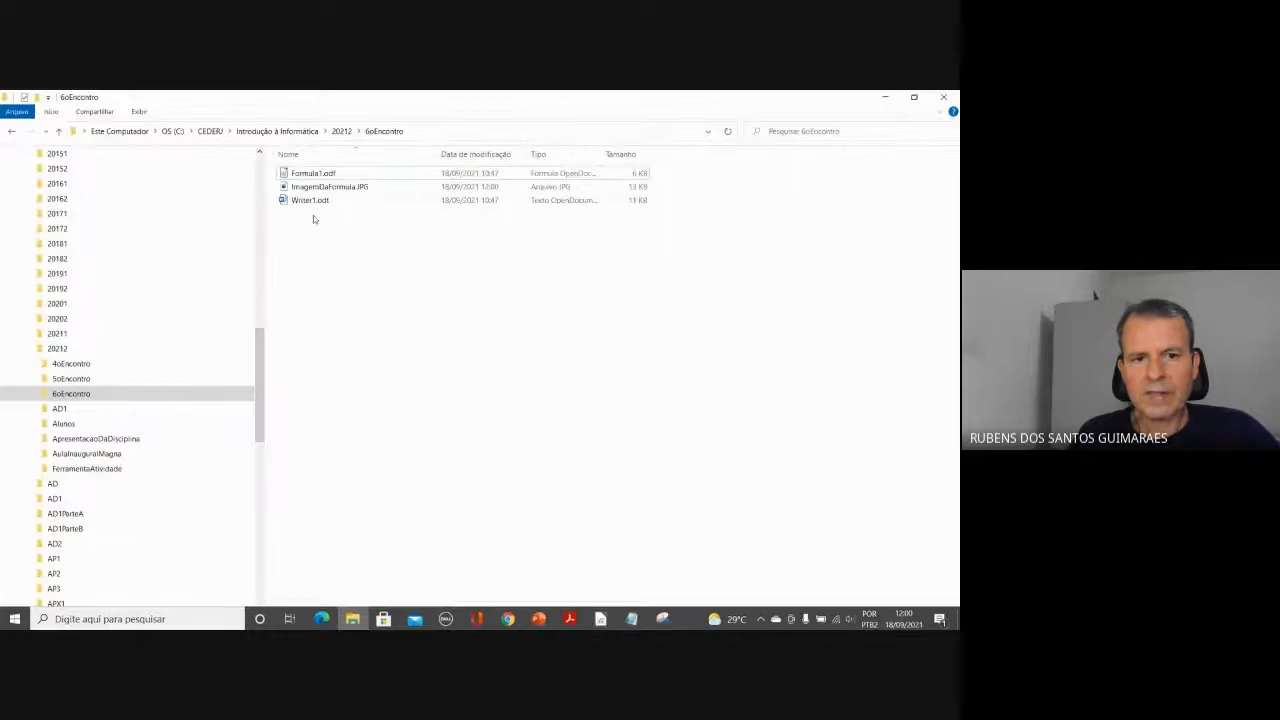 6oEncontro
Arquivo Início Compartilhar Exibir
Este Computador OS (C:) CEDERJ Introdução à Informática 20212 6oEncontro
Pesquisar 6oEncontro
Nome Data de modificação Tipo Tamanho
Formula1.odf 18/09/2021 10:47 Fórmula OpenDoc... 6 KB
ImagemDaFormula.JPG 18/09/2021 12:00 Arquivo JPG 13 KB
Writer1.odt 18/09/2021 10:47 Texto OpenDocum... 11 KB
20151
20152
20161
20162
20171
20172
20181
20182
20191
20192
20201
20202
20211
20212
4oEncontro
5oEncontro
6oEncontro
AD1
Alunos
ApresentacaoDaDisciplina
AulaInauguralMagna
FerramentaAtividade
AD
AD1
AD1ParteA
AD1ParteB
AD2
AP1
AP2
AP3
APX1
RUBENS DOS SANTOS GUIMARAES
Digite aqui para pesquisar
DELL
29°C
POR
PTB2
12:00
18/09/2021